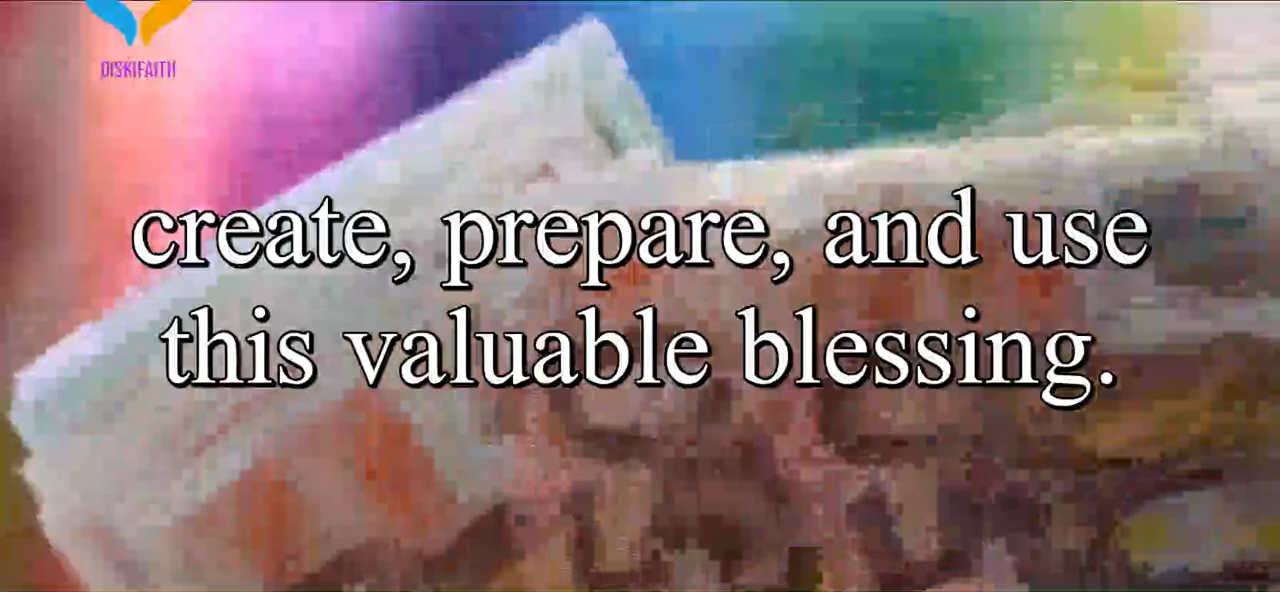 DISKIFAITH
create, prepare, and use
this valuable blessing.